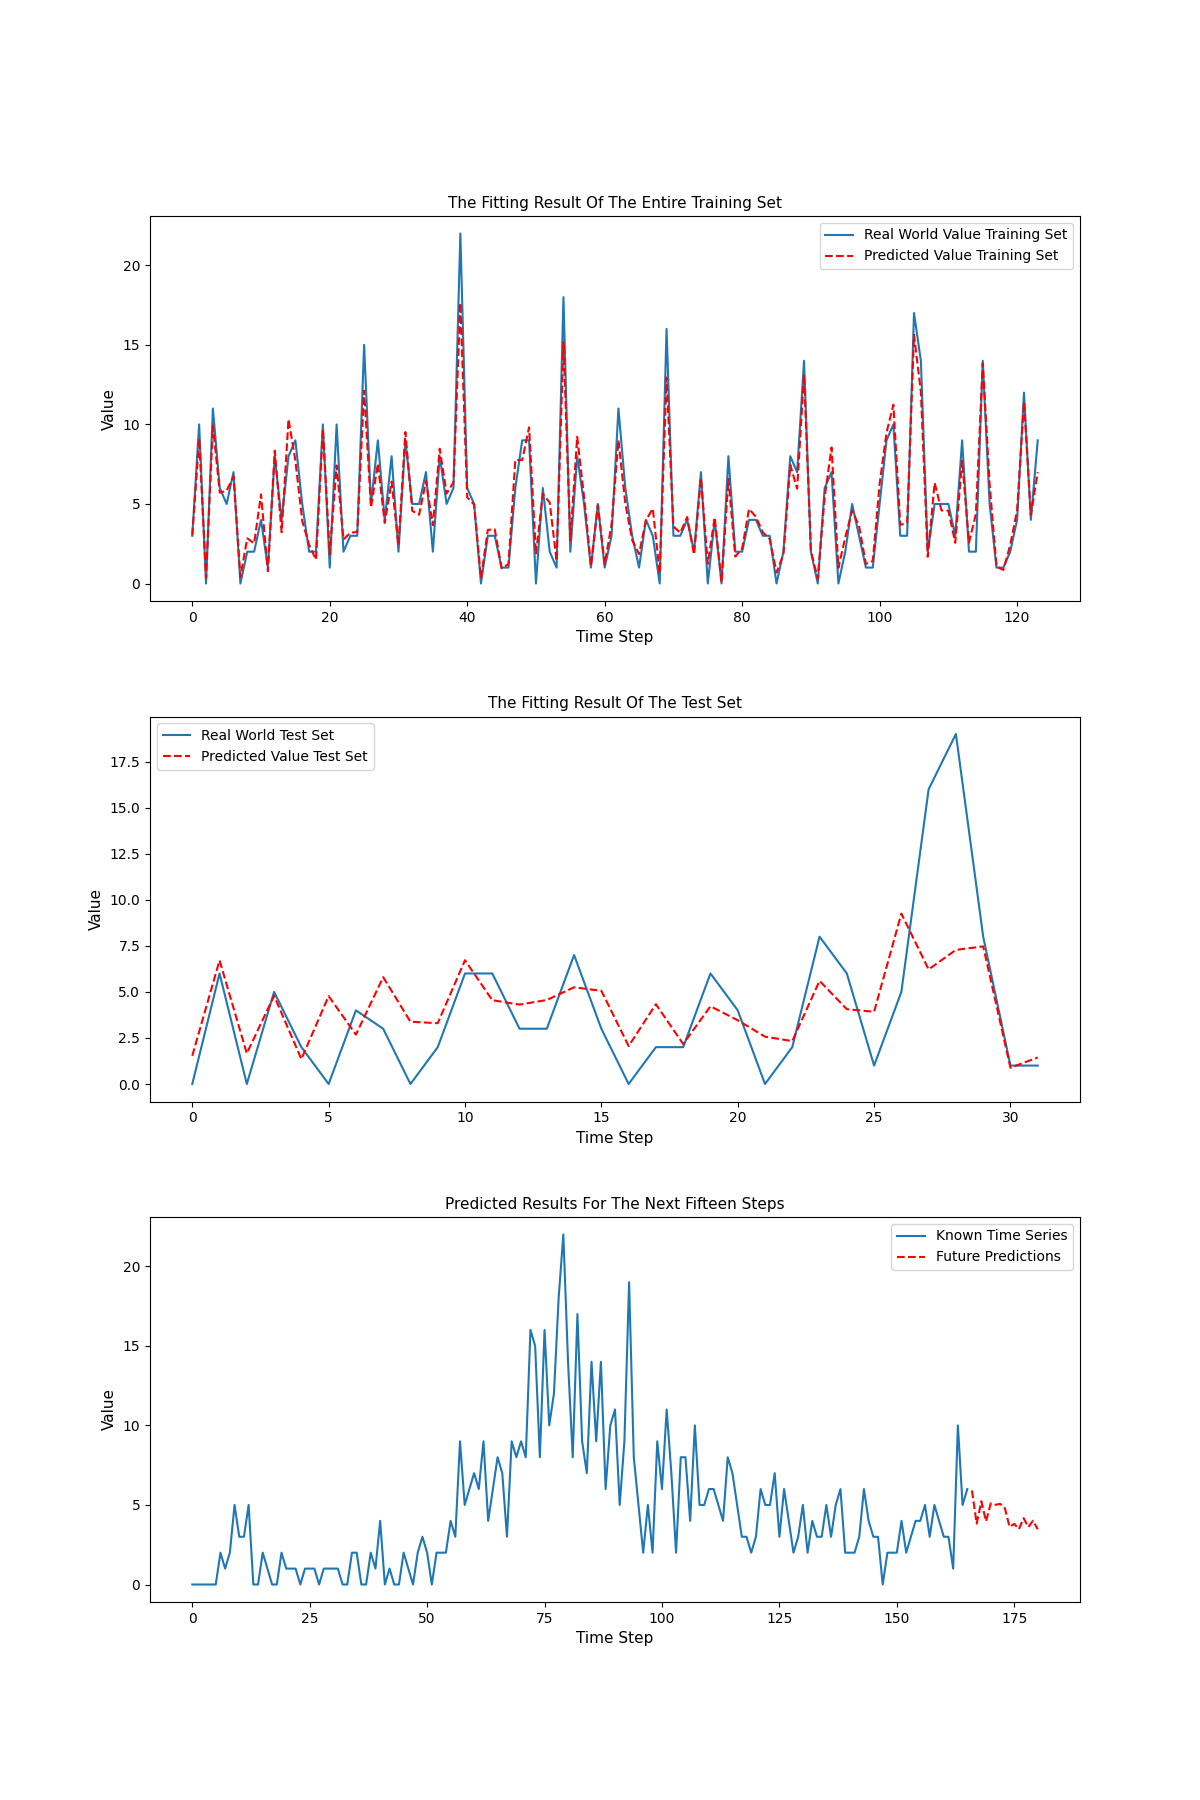 The Fitting Result Of The Entire Training Set
Real World Value Training Set
Predicted Value Training Set
Value
20
15
10
5
0
0 20 40 60 80 100 120
Time Step
The Fitting Result Of The Test Set
Real World Test Set
Predicted Value Test Set
Value
17.5
15.0
12.5
10.0
7.5
5.0
2.5
0.0
0 5 10 15 20 25 30
Time Step
Predicted Results For The Next Fifteen Steps
Known Time Series
Future Predictions
Value
20
15
10
5
0
0 25 50 75 100 125 150 175
Time Step